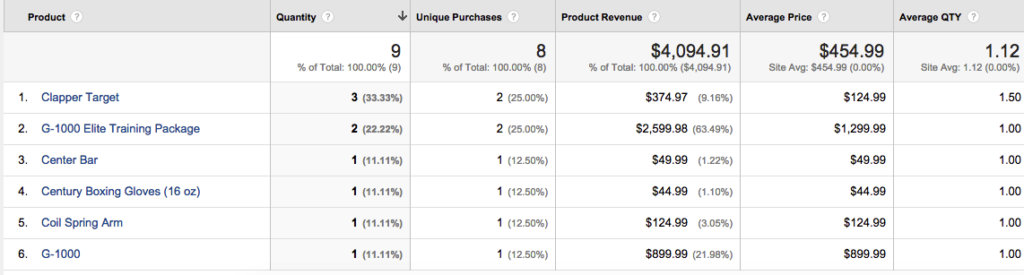 Product ? Quantity ? ↓ Unique Purchases ? Product Revenue ? Average Price ? Average QTY ?
9 8 $4,094.91 $454.99 1.12
% of Total: 100.00% (9) % of Total: 100.00% (8) % of Total: 100.00% ($4,094.91) Site Avg: $454.99 (0.00%) Site Avg: 1.12 (0.00%)
1. Clapper Target 3 (33.33%) 2 (25.00%) $374.97 (9.16%) $124.99 1.50
2. G-1000 Elite Training Package 2 (22.22%) 2 (25.00%) $2,599.98 (63.49%) $1,299.99 1.00
3. Center Bar 1 (11.11%) 1 (12.50%) $49.99 (1.22%) $49.99 1.00
4. Century Boxing Gloves (16 oz) 1 (11.11%) 1 (12.50%) $44.99 (1.10%) $44.99 1.00
5. Coil Spring Arm 1 (11.11%) 1 (12.50%) $124.99 (3.05%) $124.99 1.00
6. G-1000 1 (11.11%) 1 (12.50%) $899.99 (21.98%) $899.99 1.00